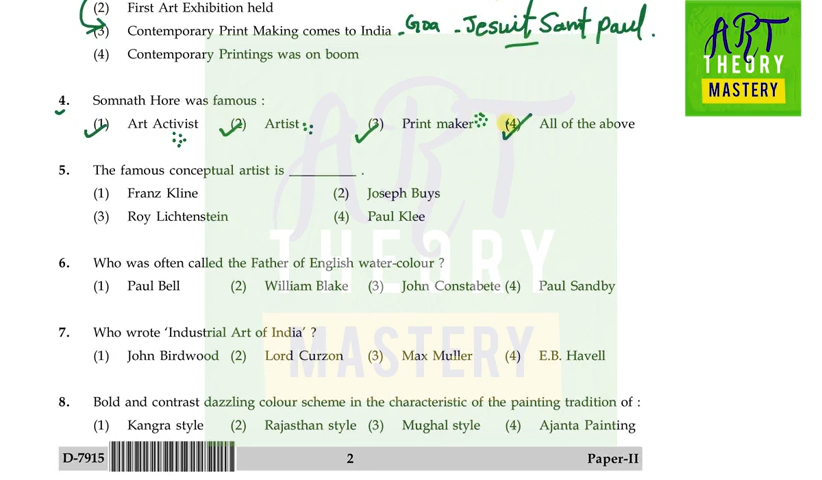 (2) First Art Exhibition held
(3) Contemporary Print Making comes to India - Goa - Jesuit Sant Paul.
(4) Contemporary Printings was on boom
ART
THEORY
MASTERY
4. Somnath Hore was famous :
(1) Art Activist (2) Artist (3) Print maker (4) All of the above
5. The famous conceptual artist is ________ .
(1) Franz Kline (2) Joseph Buys
(3) Roy Lichtenstein (4) Paul Klee
6. Who was often called the Father of English water-colour ?
(1) Paul Bell (2) William Blake (3) John Constabete (4) Paul Sandby
7. Who wrote ‘Industrial Art of India’ ?
(1) John Birdwood (2) Lord Curzon (3) Max Muller (4) E.B. Havell
8. Bold and contrast dazzling colour scheme in the characteristic of the painting tradition of :
(1) Kangra style (2) Rajasthan style (3) Mughal style (4) Ajanta Painting
D-7915 2 Paper-II
ART
THEORY
MASTERY